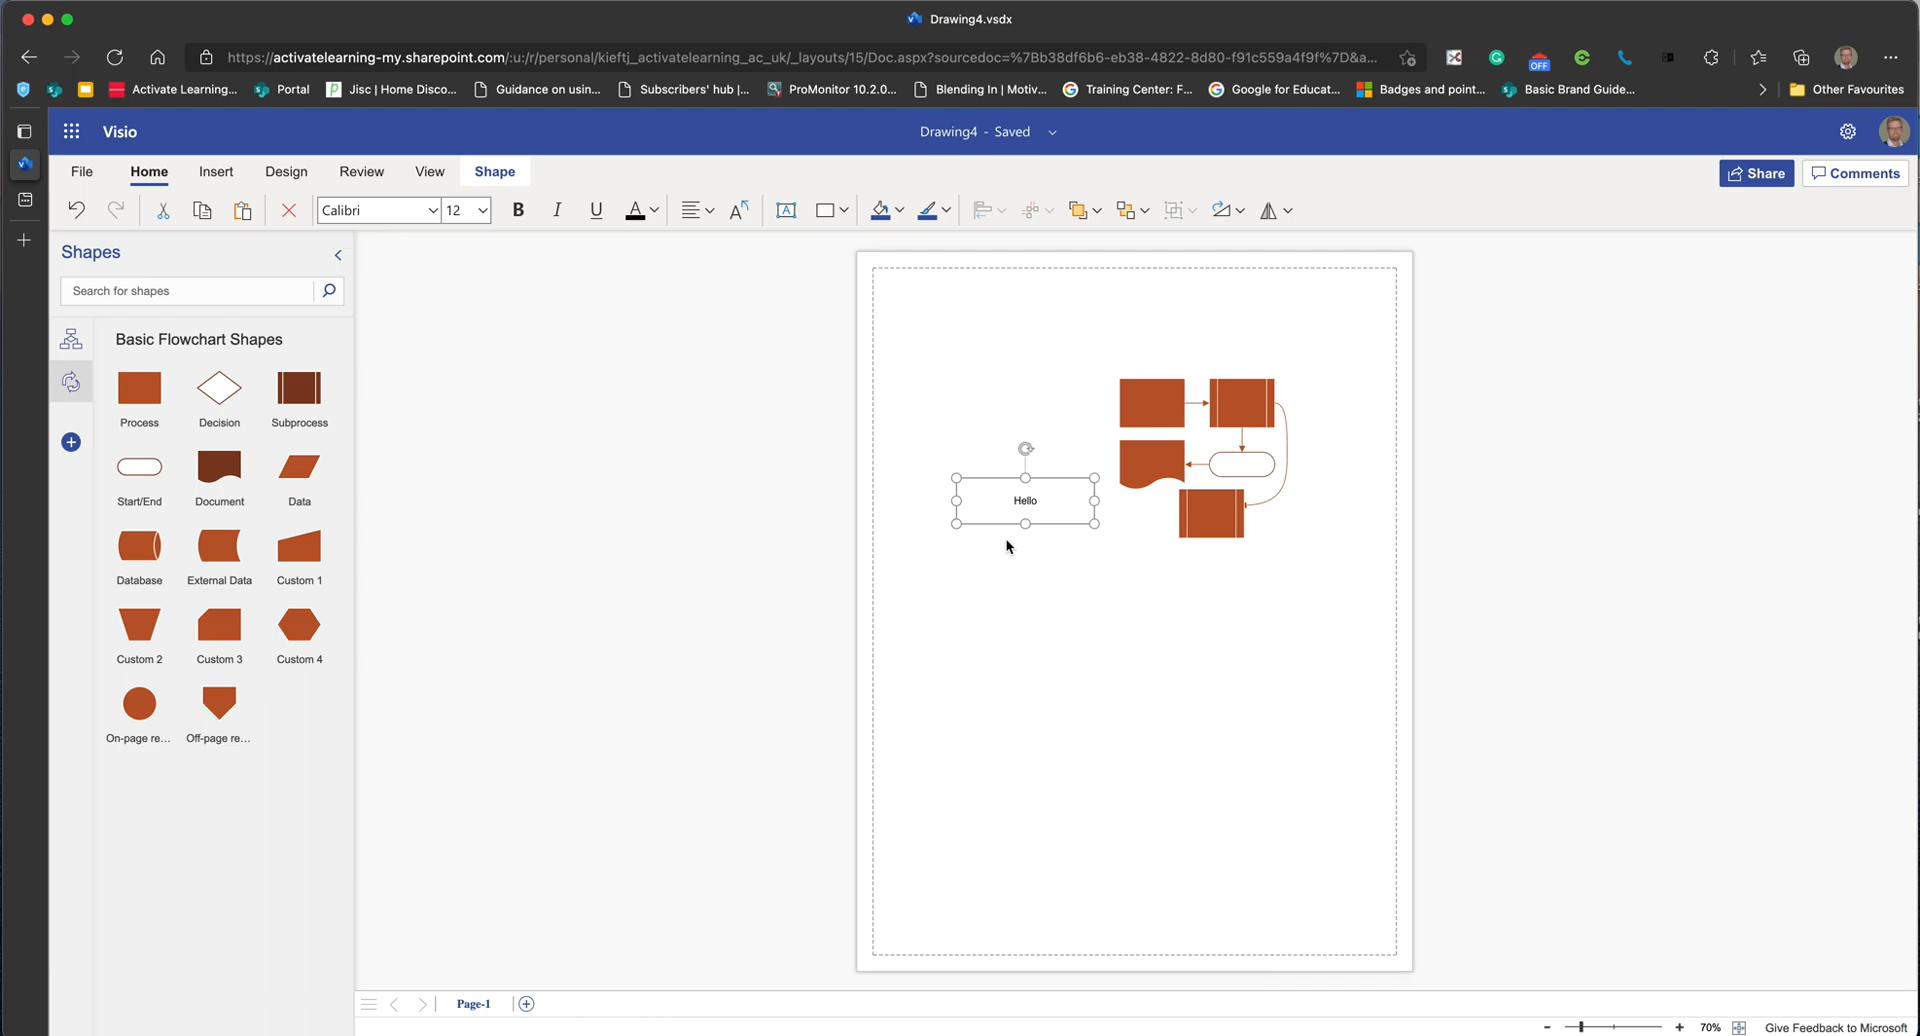 Drawing4.vsdx
https://activatelearning-my.sharepoint.com/:u:/r/personal/kieftj_activatelearning_ac_uk/_layouts/15/Doc.aspx?sourcedoc=%7Bb38df6b6-eb38-4822-8d80-f91c559a4f9f%7D&a...
OFF
Activate Learning...
Portal
Jisc | Home Disco...
Guidance on usin...
Subscribers' hub |...
ProMonitor 10.2.0...
Blending In | Motiv...
Training Center: F...
Google for Educat...
Badges and point...
Basic Brand Guide...
Other Favourites
Visio
Drawing4 - Saved
File
Home
Insert
Design
Review
View
Shape
Share
Comments
Calibri
12
B
I
U
A
Shapes
Search for shapes
Basic Flowchart Shapes
Process
Decision
Subprocess
Start/End
Document
Data
Database
External Data
Custom 1
Custom 2
Custom 3
Custom 4
On-page re...
Off-page re...
Hello
Page-1
70%
Give Feedback to Microsoft